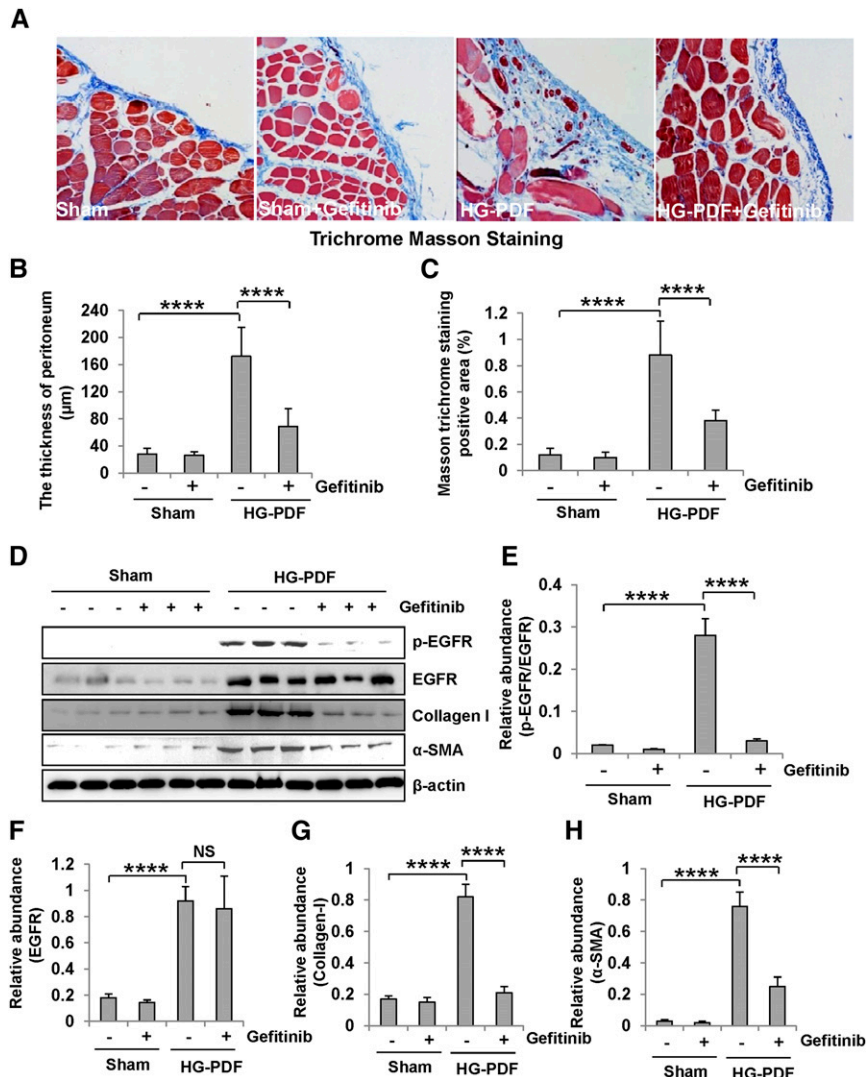 A
Sham
Sham+Gefitinib
HG-PDF
HG-PDF+Gefitinib
Trichrome Masson Staining
B
The thickness of peritoneum
(µm)
240
200
160
120
80
40
0
****
****
- + - + Gefitinib
Sham HG-PDF
C
Masson trichrome staining
positive area (%)
1.2
1
0.8
0.6
0.4
0.2
0
****
****
- + - + Gefitinib
Sham HG-PDF
D
Sham HG-PDF
- - - + + + - - - + + + Gefitinib
p-EGFR
EGFR
Collagen I
α-SMA
β-actin
E
Relative abundance
(p-EGFR/EGFR)
0.4
0.3
0.2
0.1
0
****
****
- + - + Gefitinib
Sham HG-PDF
F
Relative abundance
(EGFR)
1.2
1
0.8
0.6
0.4
0.2
0
****
NS
- + - + Gefitinib
Sham HG-PDF
G
Relative abundance
(Collagen-I)
1
0.8
0.6
0.4
0.2
0
****
****
- + - + Gefitinib
Sham HG-PDF
H
Relative abundance
(α-SMA)
1
0.8
0.6
0.4
0.2
0
****
****
- + - + Gefitinib
Sham HG-PDF